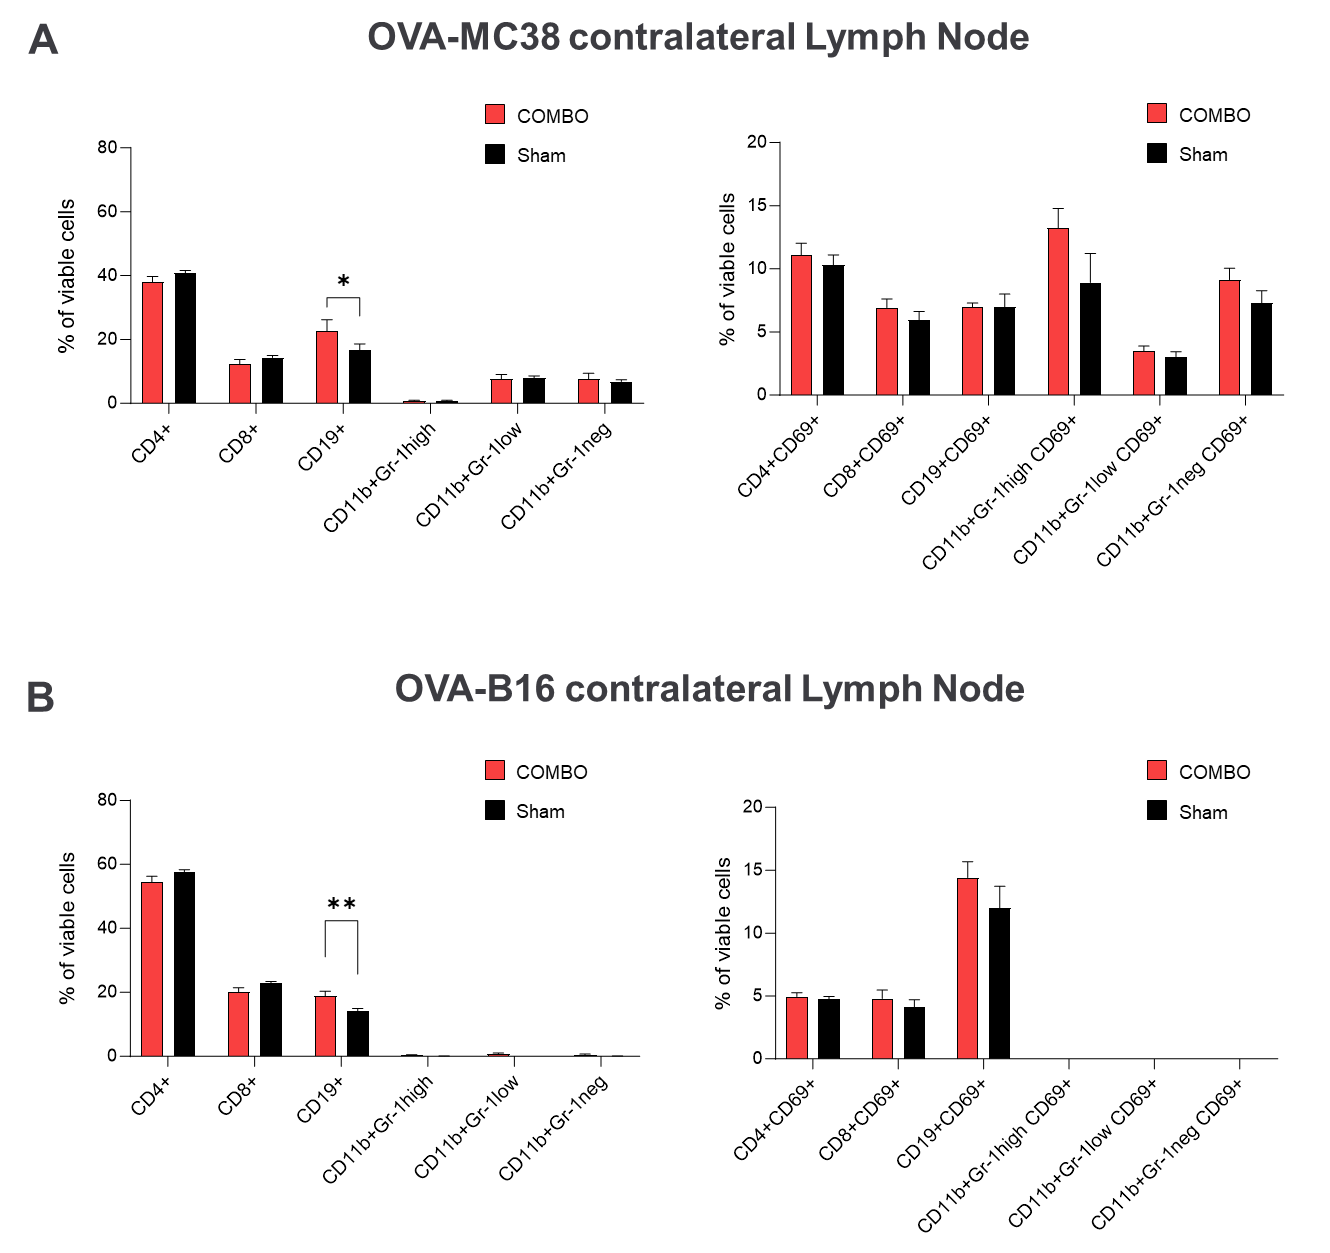 A
OVA-MC38 contralateral Lymph Node
COMBO
Sham
% of viable cells
80
60
40
20
0
*
CD4+
CD8+
CD19+
CD11b+Gr-1high
CD11b+Gr-1low
CD11b+Gr-1neg
COMBO
Sham
% of viable cells
20
15
10
5
0
CD4+CD69+
CD8+CD69+
CD19+CD69+
CD11b+Gr-1high CD69+
CD11b+Gr-1low CD69+
CD11b+Gr-1neg CD69+
B
OVA-B16 contralateral Lymph Node
COMBO
Sham
% of viable cells
80
60
40
20
0
**
CD4+
CD8+
CD19+
CD11b+Gr-1high
CD11b+Gr-1low
CD11b+Gr-1neg
COMBO
Sham
% of viable cells
20
15
10
5
0
CD4+CD69+
CD8+CD69+
CD19+CD69+
CD11b+Gr-1high CD69+
CD11b+Gr-1low CD69+
CD11b+Gr-1neg CD69+